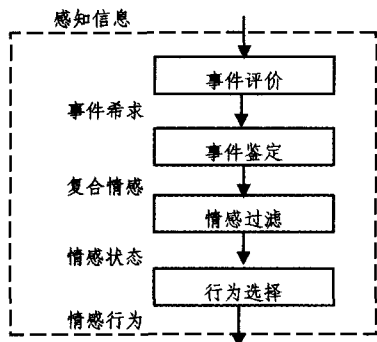 感知信息
事件评价
事件希求
事件鉴定
复合情感
情感过滤
情感状态
行为选择
情感行为